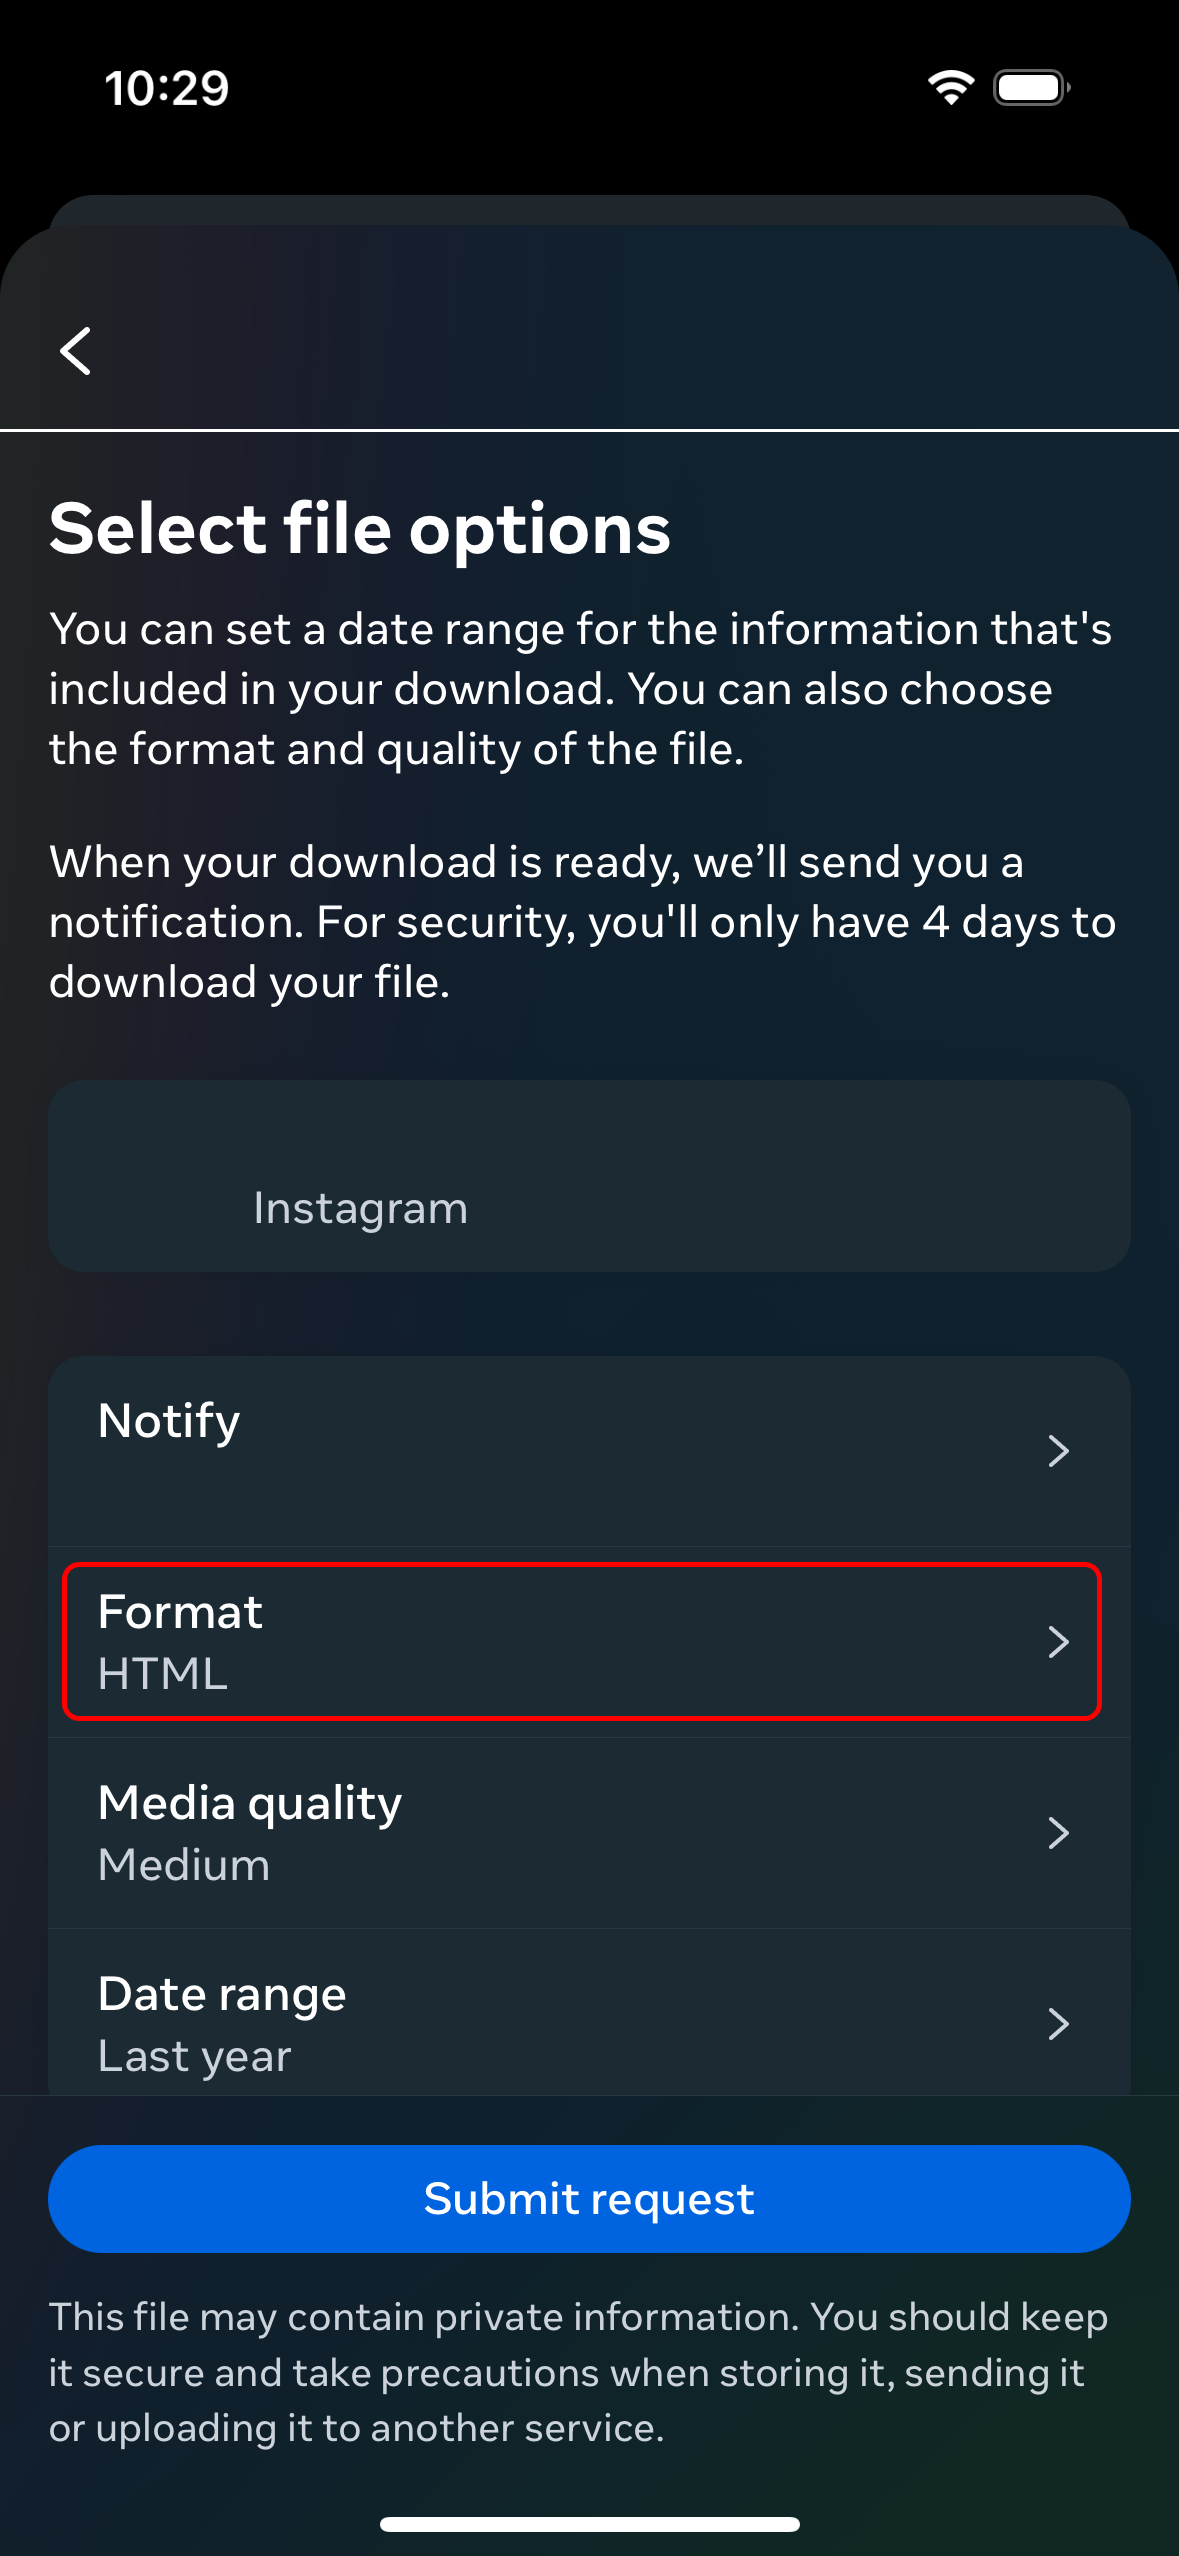 10:29
Select file options
You can set a date range for the information that's
included in your download. You can also choose
the format and quality of the file.
When your download is ready, we’ll send you a
notification. For security, you'll only have 4 days to
download your file.
Instagram
Notify
Format
HTML
Media quality
Medium
Date range
Last year
Submit request
This file may contain private information. You should keep
it secure and take precautions when storing it, sending it
or uploading it to another service.